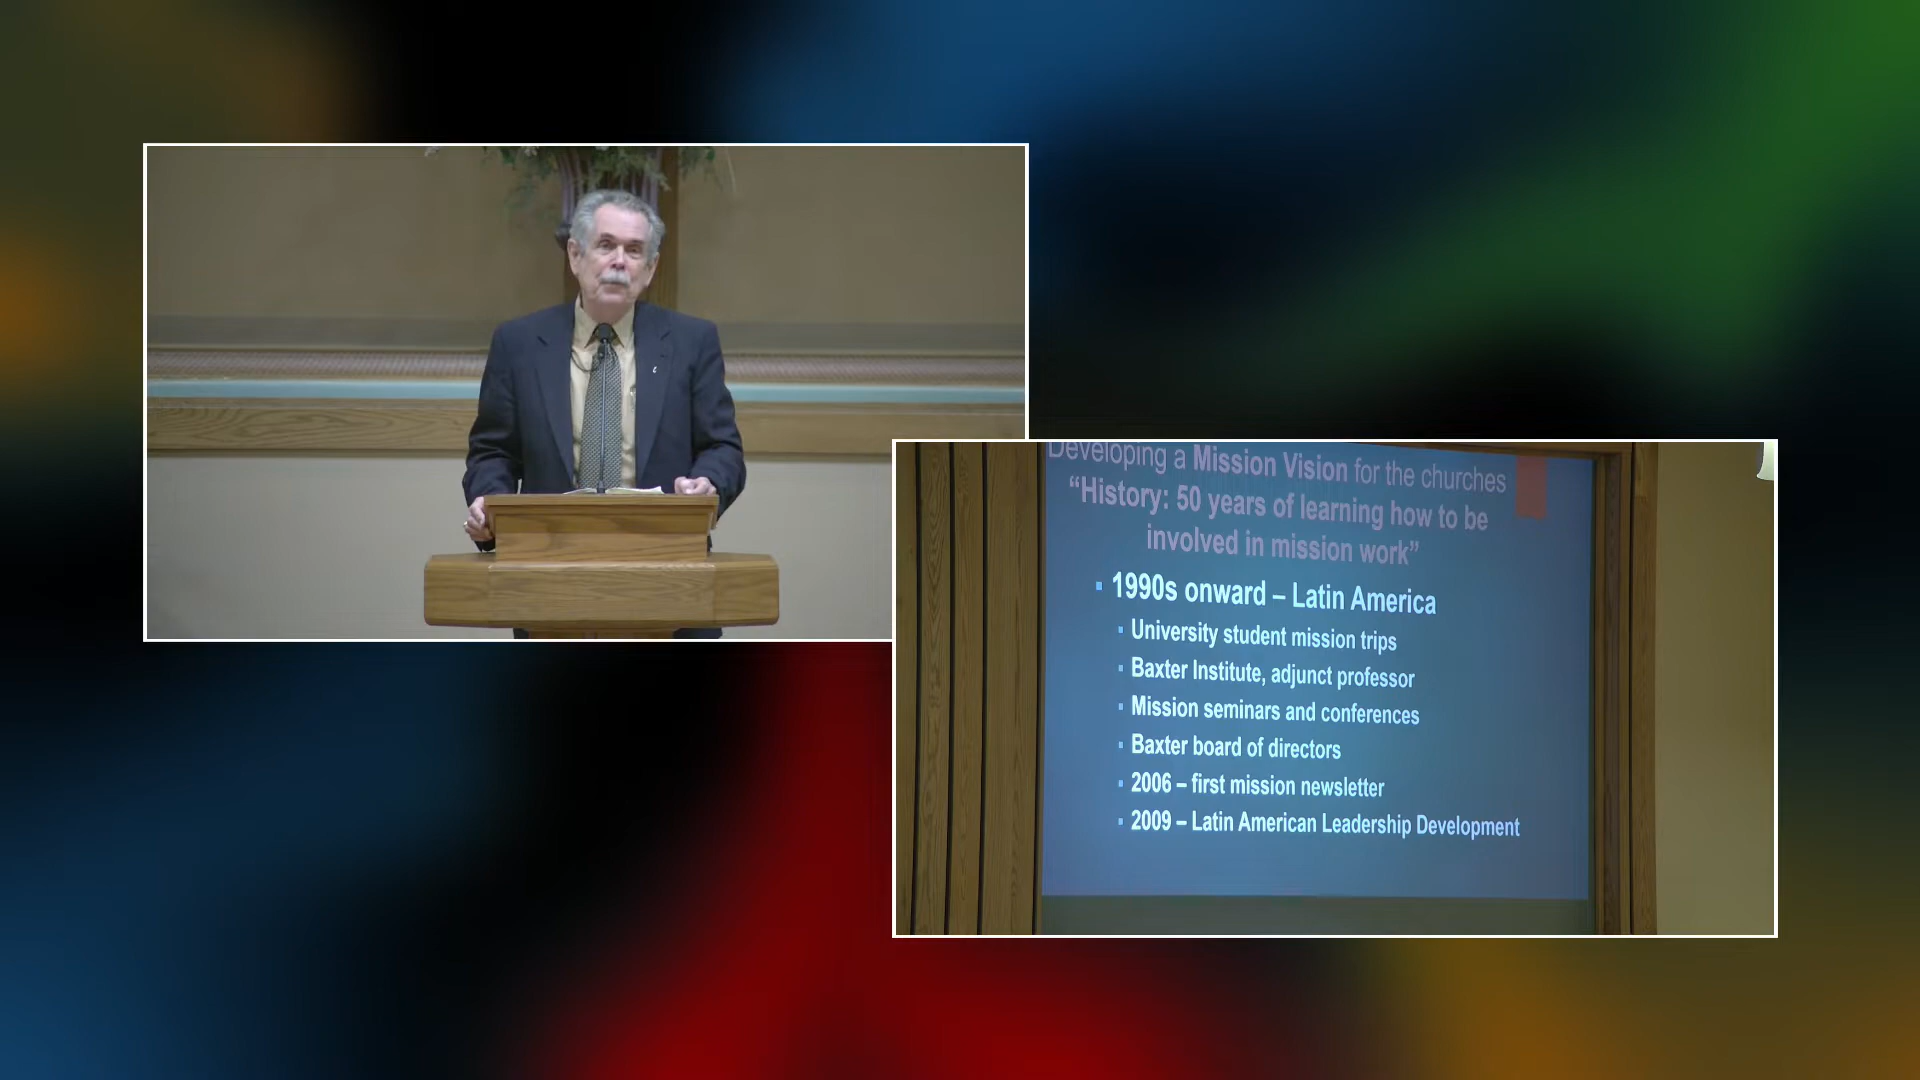 Developing a Mission Vision for the churches
“History: 50 years of learning how to be
involved in mission work”
▪ 1990s onward – Latin America
▪ University student mission trips
▪ Baxter Institute, adjunct professor
▪ Mission seminars and conferences
▪ Baxter board of directors
▪ 2006 – first mission newsletter
▪ 2009 – Latin American Leadership Development